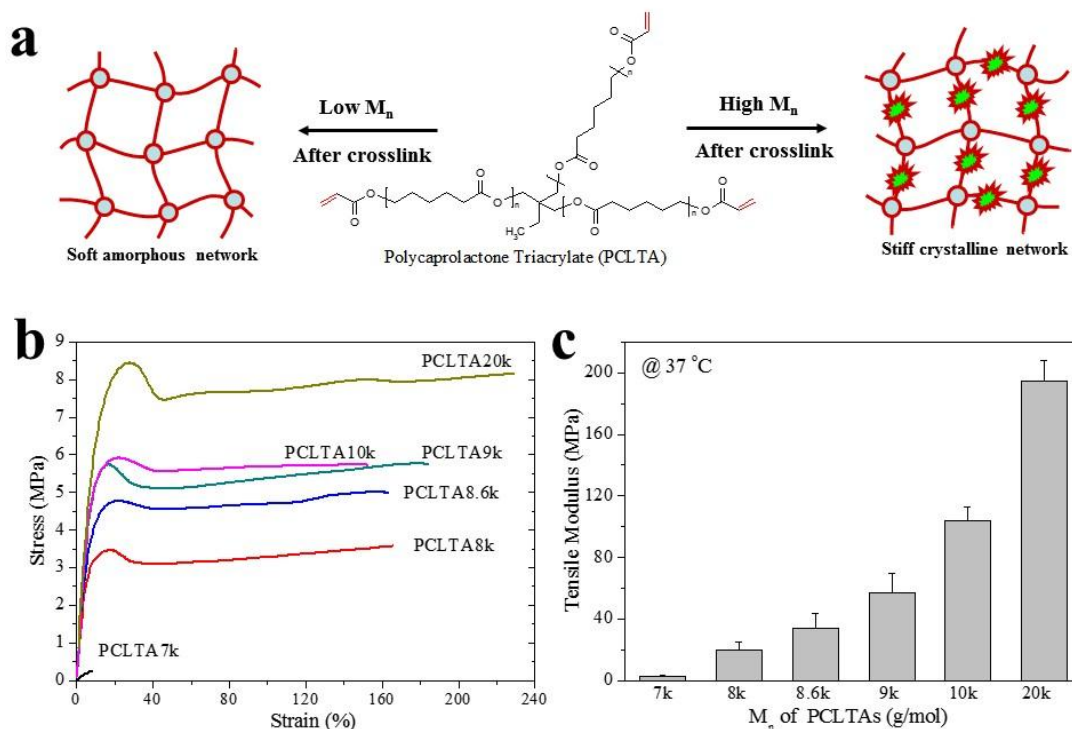 a
Low Mn
After crosslink
High Mn
After crosslink
O
O
n
O
O
O
O
O
O
n
O
O
n
O
O
H3C
Soft amorphous network
Polycaprolactone Triacrylate (PCLTA)
Stiff crystalline network
b
Stress (MPa)
9
8
7
6
5
4
3
2
1
0
PCLTA20k
PCLTA10k
PCLTA9k
PCLTA8.6k
PCLTA8k
PCLTA7k
0 40 80 120 160 200 240
Strain (%)
c
@ 37 °C
Tensile Modulus (MPa)
200
160
120
80
40
0
7k 8k 8.6k 9k 10k 20k
Mn of PCLTAs (g/mol)